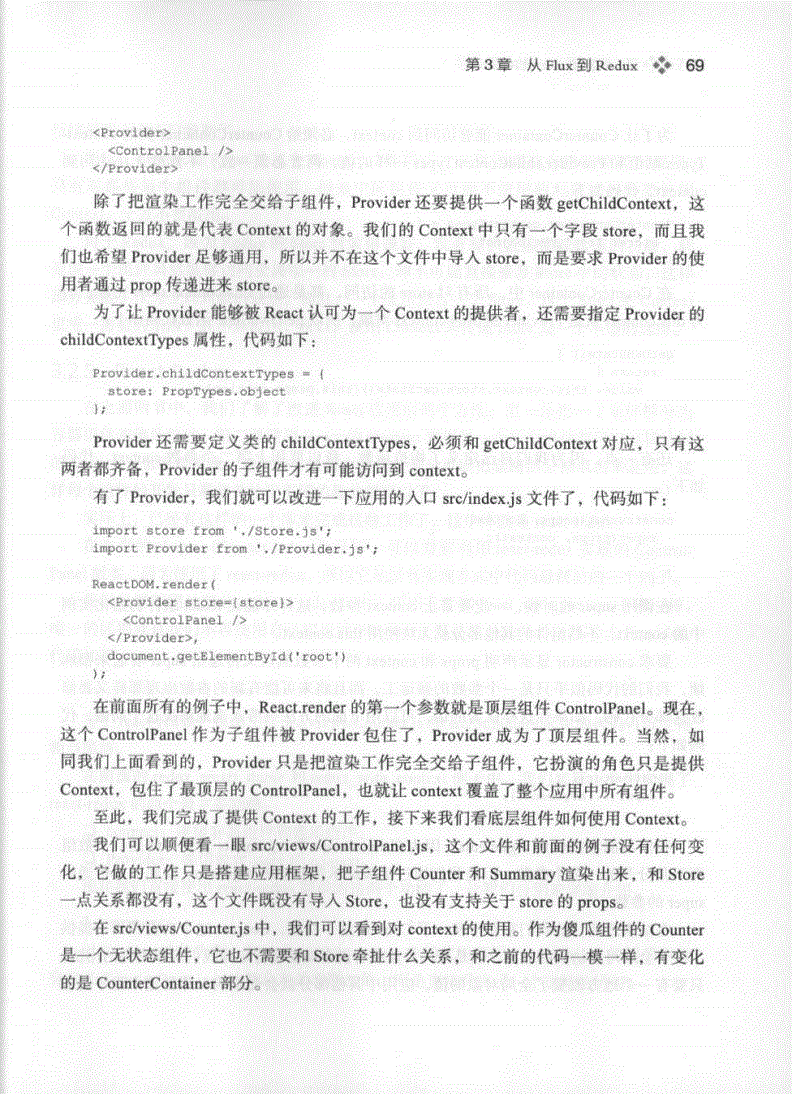 第3章 从 Flux 到 Redux 69
<Provider>
<ControlPanel />
</Provider>
除了把渲染工作完全交给子组件，Provider 还要提供一个函数 getChildContext，这
个函数返回的就是代表 Context 的对象。我们的 Context 中只有一个字段 store，而且我
们也希望 Provider 足够通用，所以并不在这个文件中导入 store，而是要求 Provider 的使
用者通过 prop 传递进来 store。
为了让 Provider 能够被 React 认可为一个 Context 的提供者，还需要指定 Provider 的
childContextTypes 属性，代码如下：
Provider.childContextTypes = {
store: PropTypes.object
};
Provider 还需要定义类的 childContextTypes，必须和 getChildContext 对应，只有这
两者都齐备，Provider 的子组件才有可能访问到 context。
有了 Provider，我们就可以改进一下应用的入口 src/index.js 文件了，代码如下：
import store from './Store.js';
import Provider from './Provider.js';
ReactDOM.render(
<Provider store={store}>
<ControlPanel />
</Provider>,
document.getElementById('root')
);
在前面所有的例子中，React.render 的第一个参数就是顶层组件 ControlPanel。现在，
这个 ControlPanel 作为子组件被 Provider 包住了，Provider 成为了顶层组件。当然，如
同我们上面看到的，Provider 只是把渲染工作完全交给子组件，它扮演的角色只是提供
Context，包住了最顶层的 ControlPanel，也就让 context 覆盖了整个应用中所有组件。
至此，我们完成了提供 Context 的工作，接下来我们看底层组件如何使用 Context。
我们可以顺便看一眼 src/views/ControlPanel.js，这个文件和前面的例子没有任何变
化，它做的工作只是搭建应用框架，把子组件 Counter 和 Summary 渲染出来，和 Store
一点关系都没有，这个文件既没有导入 Store，也没有支持关于 store 的 props。
在 src/views/Counter.js 中，我们可以看到对 context 的使用。作为傻瓜组件的 Counter
是一个无状态组件，它也不需要和 Store 牵扯什么关系，和之前的代码一模一样，有变化
的是 CounterContainer 部分。